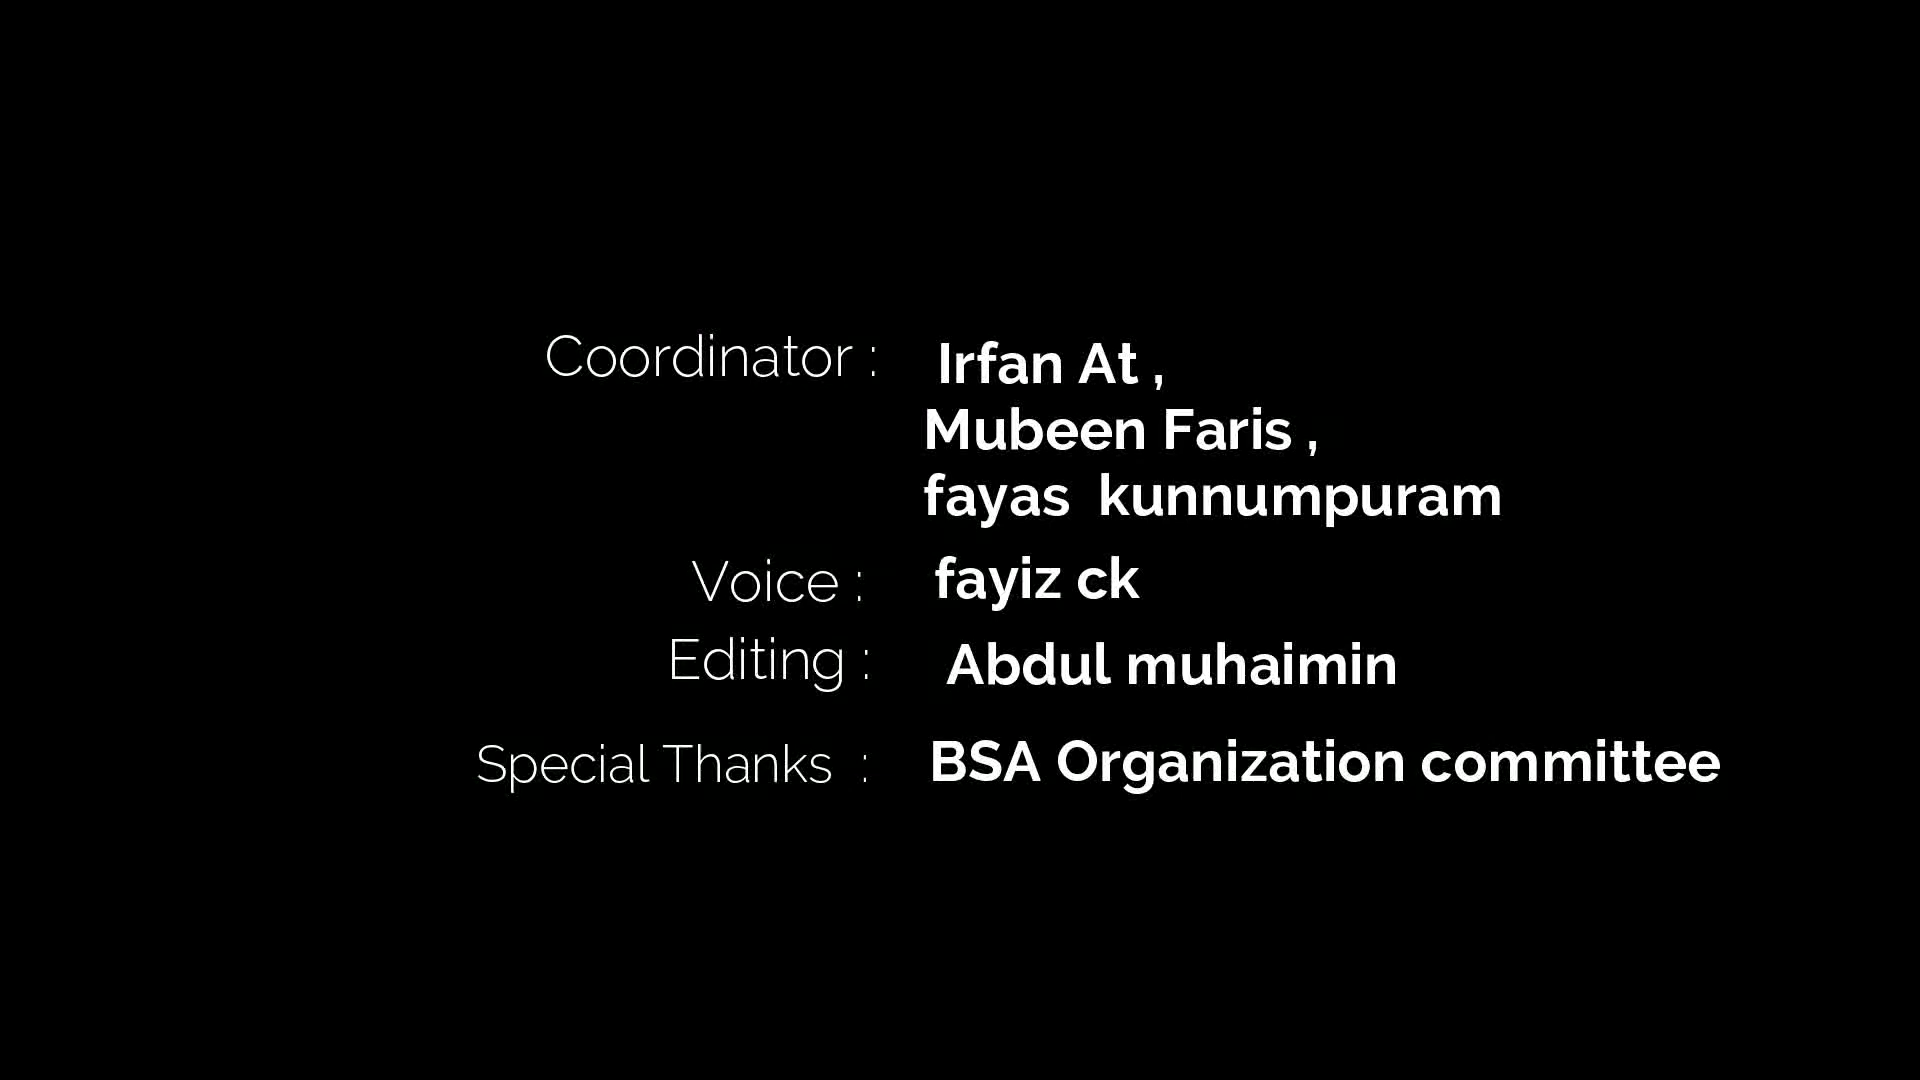 Coordinator : Irfan At ,
Mubeen Faris ,
fayas kunnumpuram
Voice : fayiz ck
Editing : Abdul muhaimin
Special Thanks : BSA Organization committee